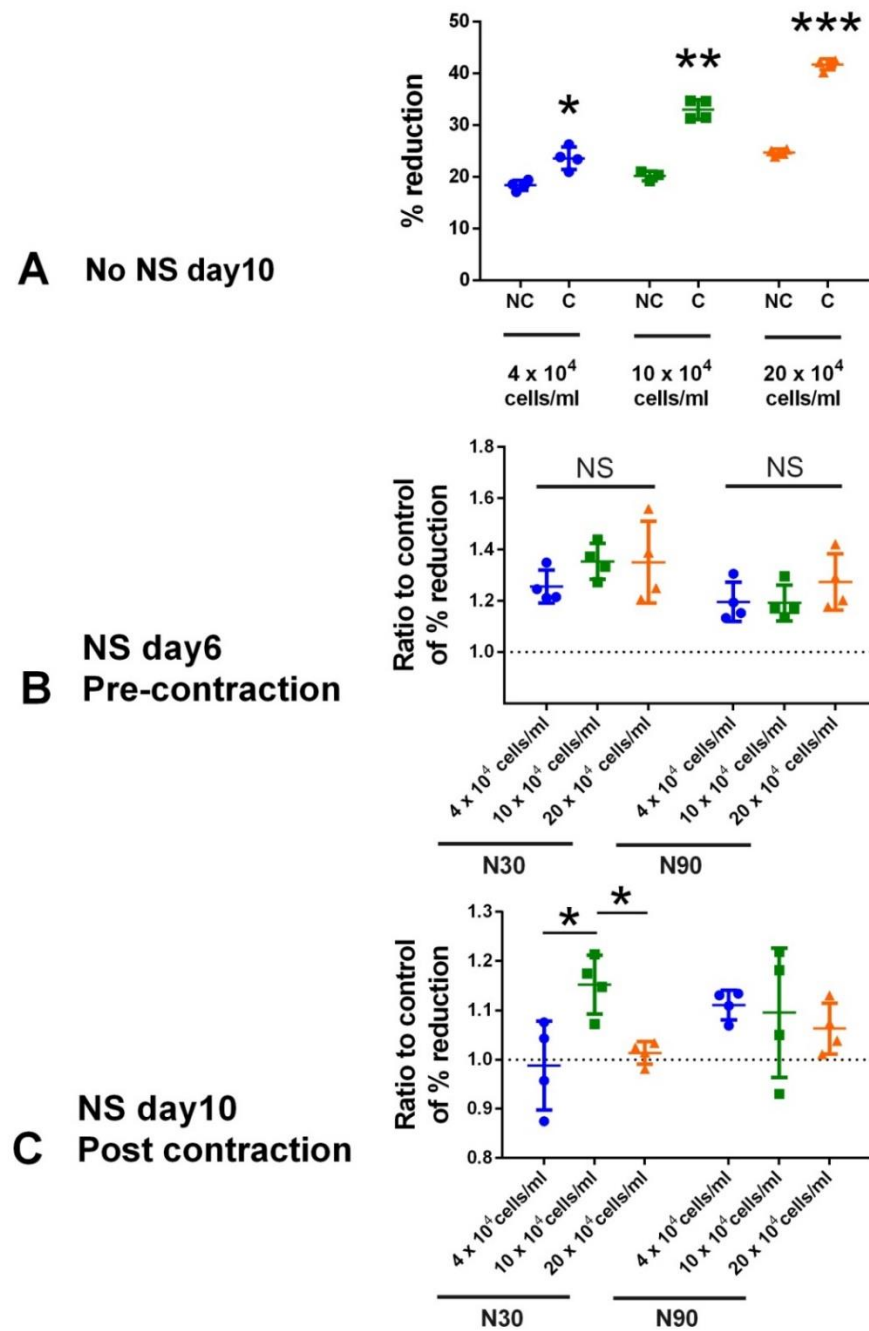 50
40
30
20
10
0
% reduction
*
**
***
A No NS day10
NC C NC C NC C
4 x 10⁴
cells/ml
10 x 10⁴
cells/ml
20 x 10⁴
cells/ml
1.8
1.6
1.4
1.2
1.0
Ratio to control
of % reduction
NS NS
NS day6
B Pre-contraction
4 x 10⁴ cells/ml
10 x 10⁴ cells/ml
20 x 10⁴ cells/ml
4 x 10⁴ cells/ml
10 x 10⁴ cells/ml
20 x 10⁴ cells/ml
N30 N90
1.3
1.2
1.1
1.0
0.9
0.8
Ratio to control
of % reduction
* *
NS day10
C Post contraction
4 x 10⁴ cells/ml
10 x 10⁴ cells/ml
20 x 10⁴ cells/ml
4 x 10⁴ cells/ml
10 x 10⁴ cells/ml
20 x 10⁴ cells/ml
N30 N90